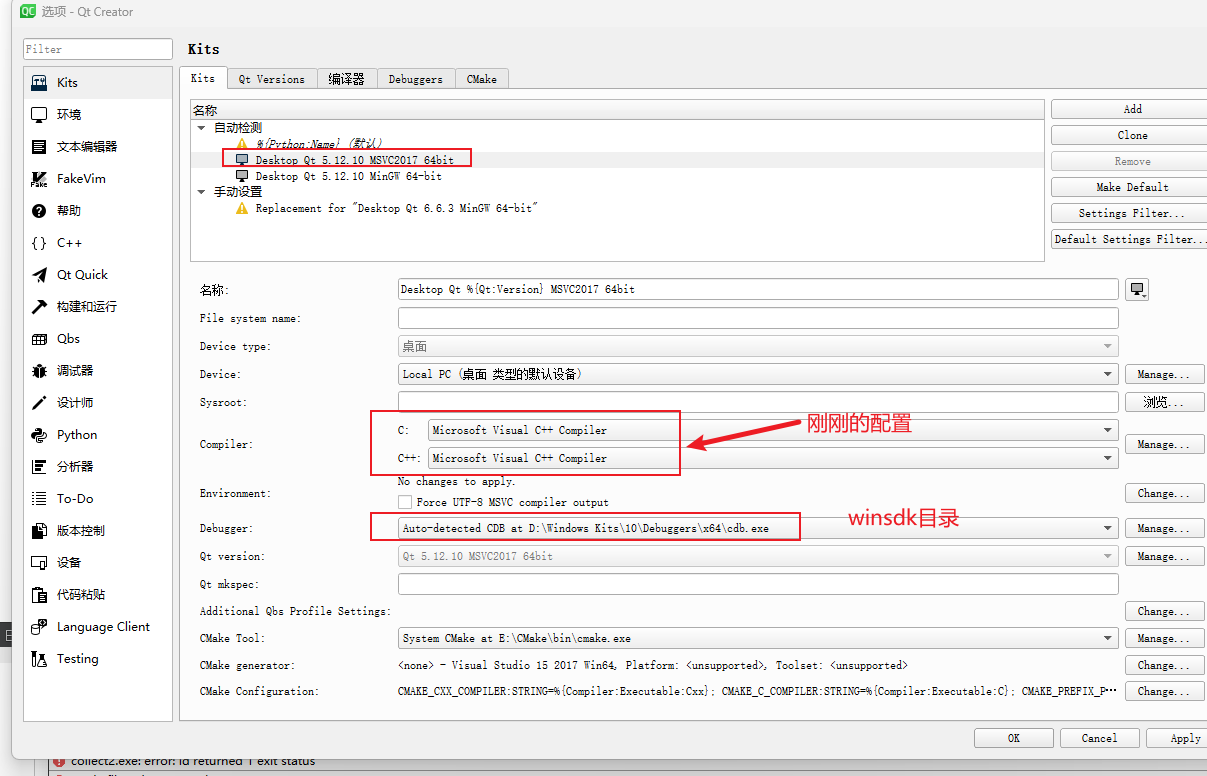 QC 选项 - Qt Creator
Filter
Kits
环境
文本编辑器
FakeVim
帮助
C++
Qt Quick
构建和运行
Qbs
调试器
设计师
Python
分析器
To-Do
版本控制
设备
代码粘贴
Language Client
Testing
Kits
Kits Qt Versions 编译器 Debuggers CMake
名称
自动检测
%{Python:Name} (默认)
Desktop Qt 5.12.10 MSVC2017 64bit
Desktop Qt 5.12.10 MinGW 64-bit
手动设置
Replacement for "Desktop Qt 6.6.3 MinGW 64-bit"
Add
Clone
Remove
Make Default
Settings Filter...
Default Settings Filter...
名称: Desktop Qt %{Qt:Version} MSVC2017 64bit
File system name:
Device type: 桌面
Device: Local PC (桌面 类型的默认设备) Manage...
Sysroot: 浏览...
Compiler: C: Microsoft Visual C++ Compiler
C++: Microsoft Visual C++ Compiler
Manage...
刚刚的配置
No changes to apply.
Environment: Change...
Force UTF-8 MSVC compiler output
Debugger: Auto-detected CDB at D:\Windows Kits\10\Debuggers\x64\cdb.exe Manage...
winsdk目录
Qt version: Qt 5.12.10 MSVC2017 64bit Manage...
Qt mkspec:
Additional Qbs Profile Settings: Change...
CMake Tool: System CMake at E:\CMake\bin\cmake.exe Manage...
CMake generator: <none> - Visual Studio 15 2017 Win64, Platform: <unsupported>, Toolset: <unsupported> Change...
CMake Configuration: CMAKE_CXX_COMPILER:STRING=%{Compiler:Executable:Cxx}; CMAKE_C_COMPILER:STRING=%{Compiler:Executable:C}; CMAKE_PREFIX_P... Change...
OK Cancel Apply
collect2.exe: error: ld returned 1 exit status